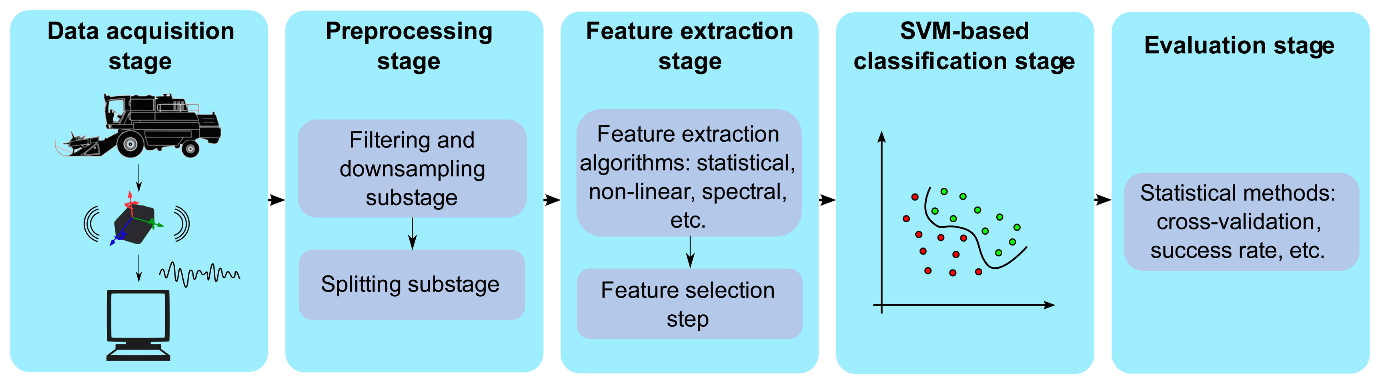 Data acquisition
stage
Preprocessing
stage
Filtering and
downsampling
substage
Splitting substage
Feature extraction
stage
Feature extraction
algorithms: statistical,
non-linear, spectral,
etc.
Feature selection
step
SVM-based
classification stage
Evaluation stage
Statistical methods:
cross-validation,
success rate, etc.